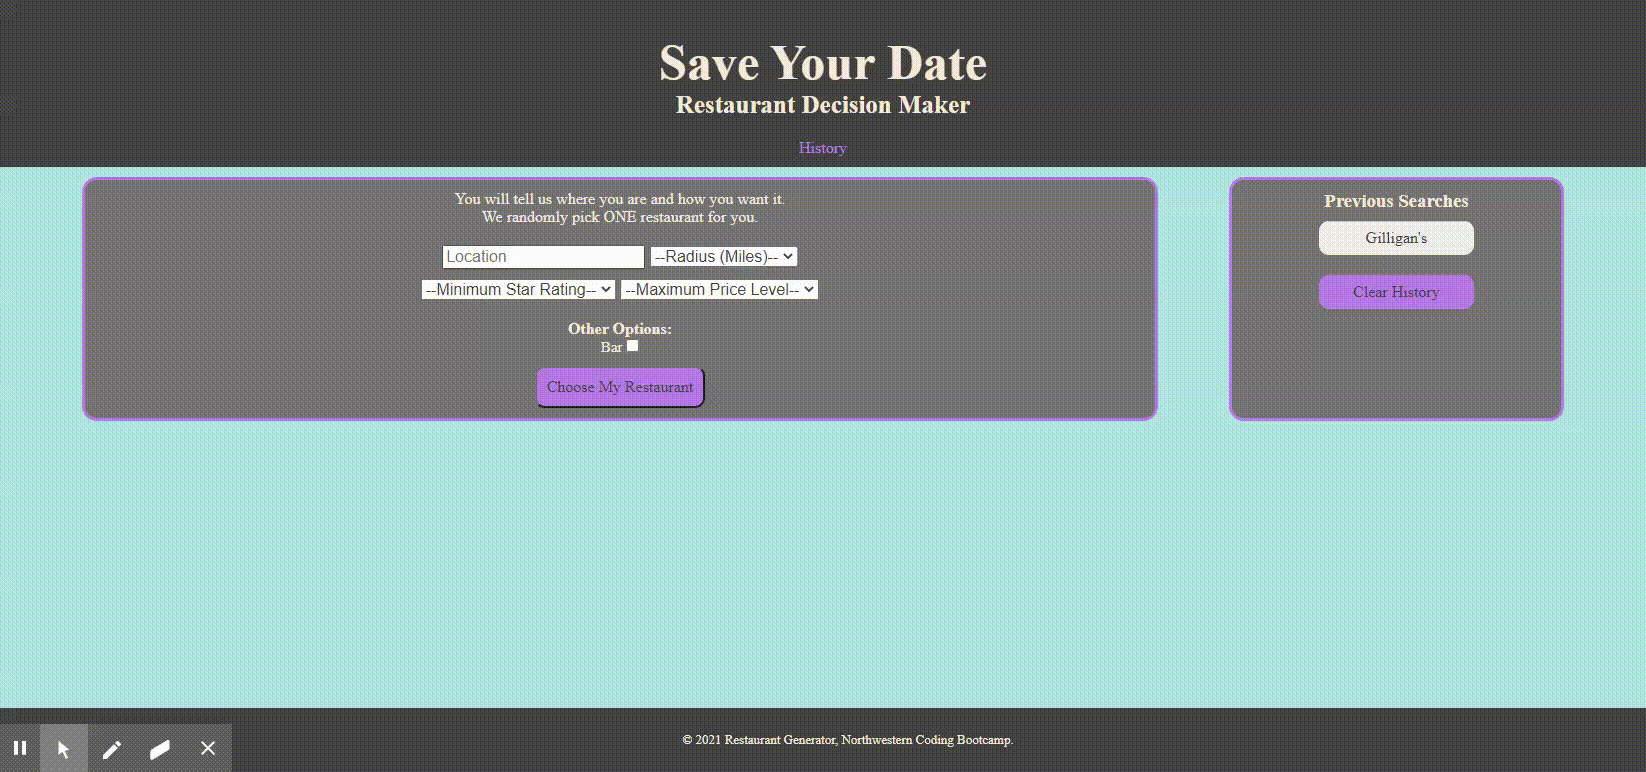 Save Your Date
Restaurant Decision Maker
History
You will tell us where you are and how you want it.
We randomly pick ONE restaurant for you.
Location
--Radius (Miles)--
--Minimum Star Rating--
--Maximum Price Level--
Other Options:
Bar
Choose My Restaurant
Previous Searches
Gilligan's
Clear History
© 2021 Restaurant Generator, Northwestern Coding Bootcamp.